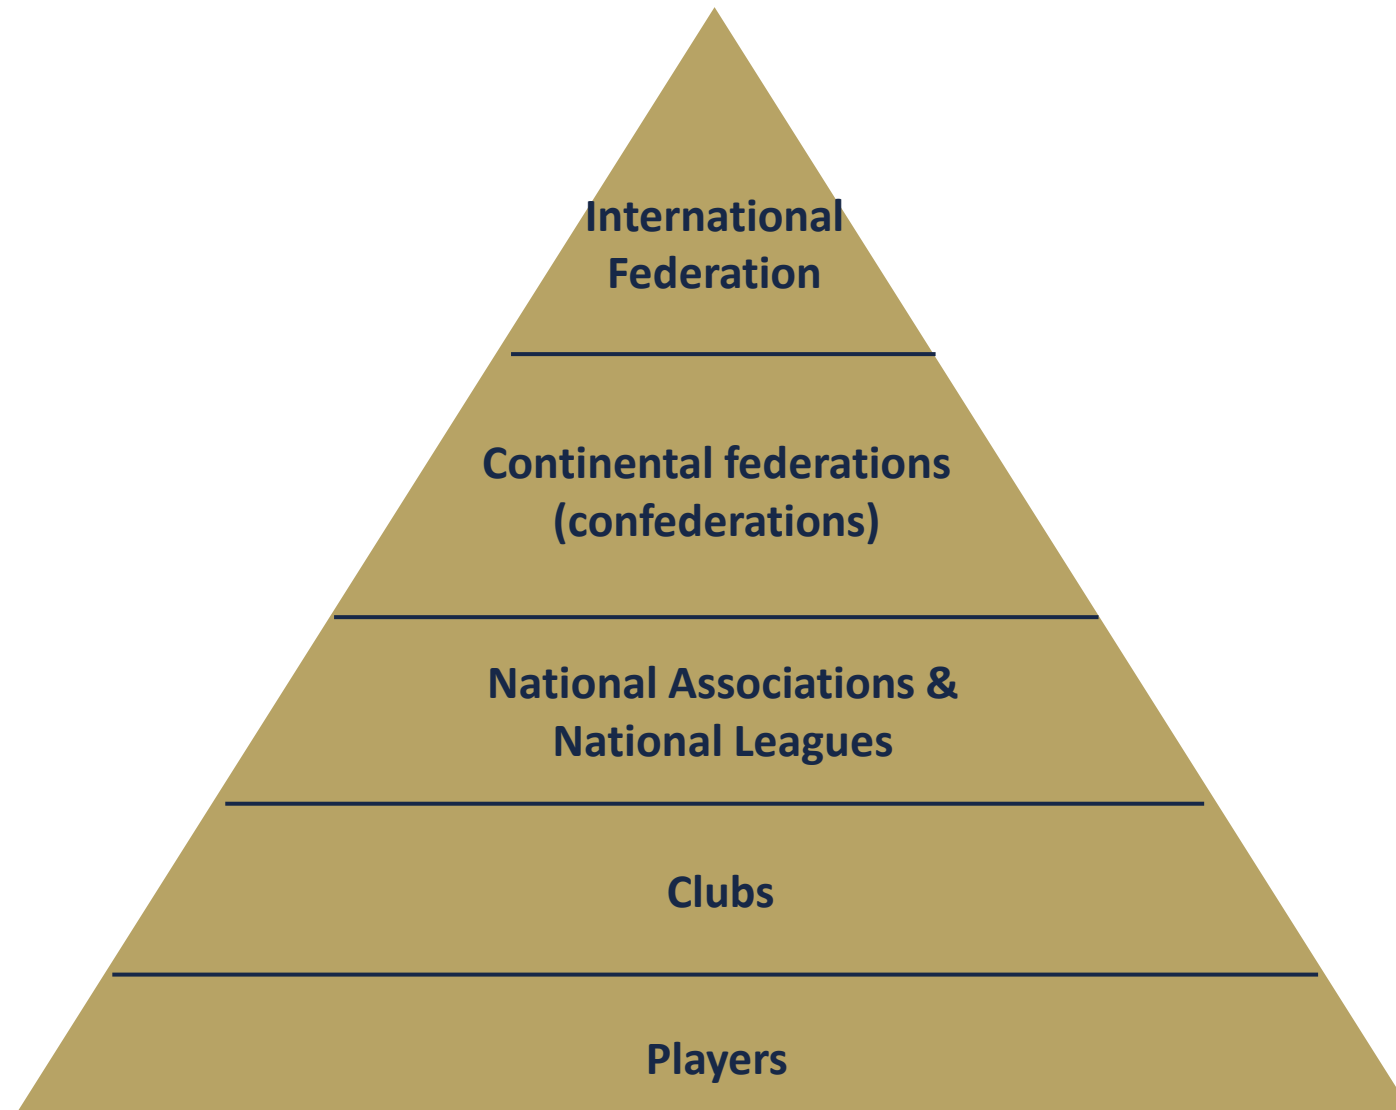 International
Federation
Continental federations
(confederations)
National Associations &
National Leagues
Clubs
Players